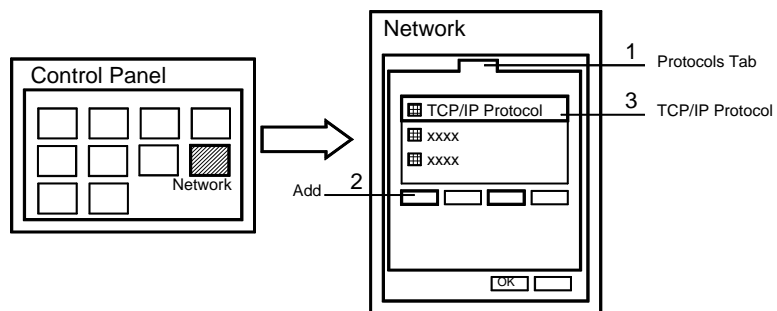 Control Panel
Network
Network
1 Protocols Tab
TCP/IP Protocol
3 TCP/IP Protocol
xxxx
xxxx
Add 2
OK